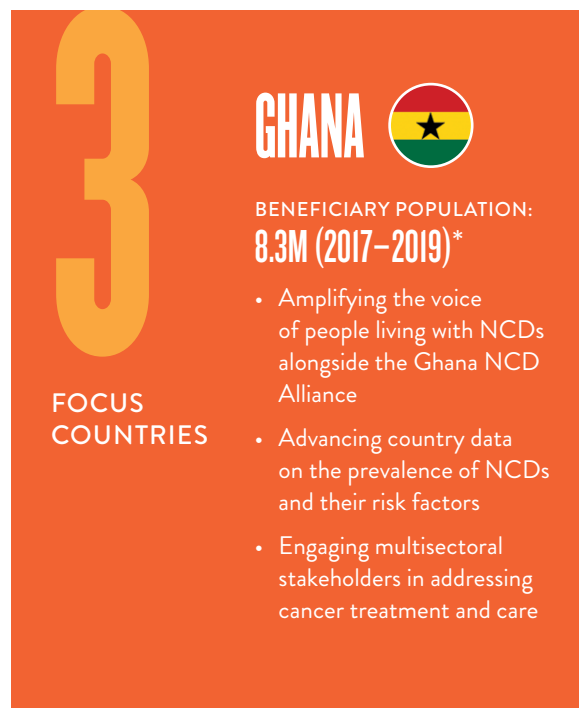 3
FOCUS
COUNTRIES
GHANA
BENEFICIARY POPULATION:
8.3M (2017–2019)*
• Amplifying the voice
of people living with NCDs
alongside the Ghana NCD
Alliance
• Advancing country data
on the prevalence of NCDs
and their risk factors
• Engaging multisectoral
stakeholders in addressing
cancer treatment and care